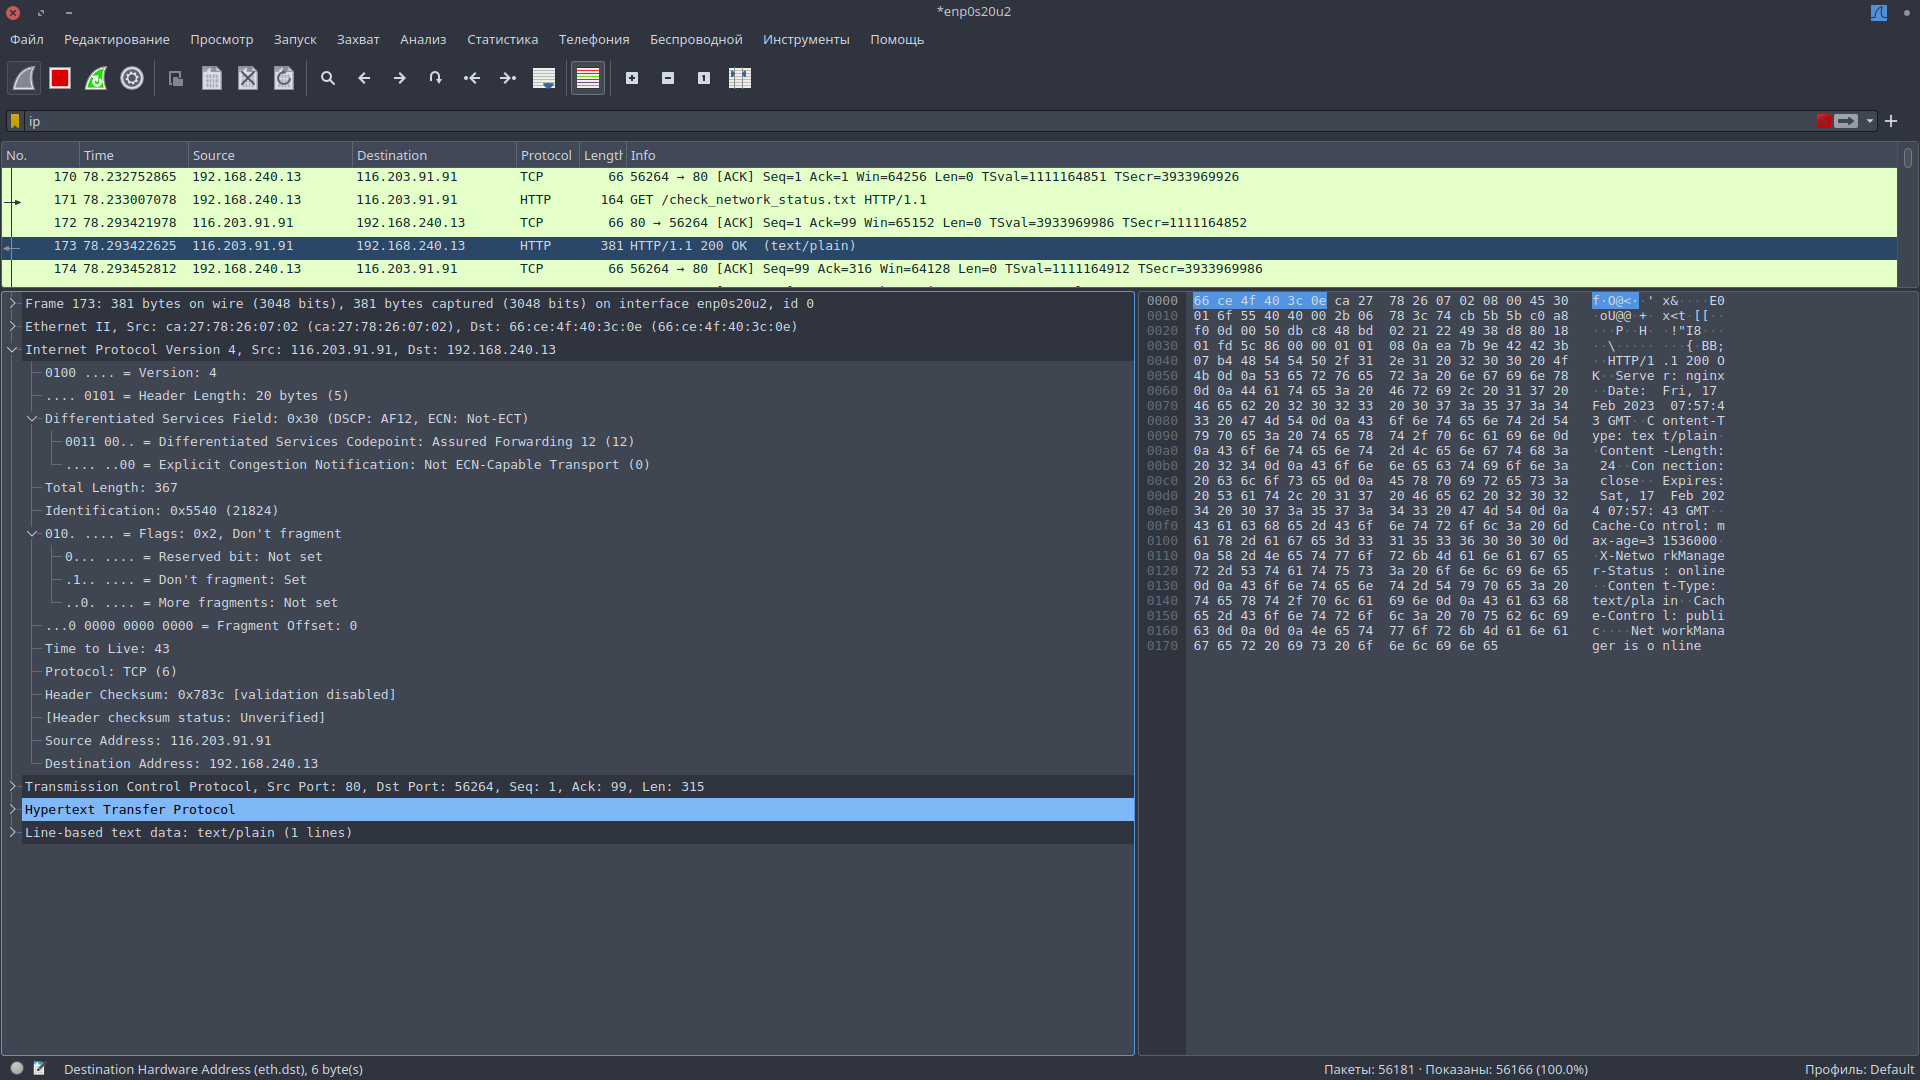 *enp0s20u2
Файл Редактирование Просмотр Запуск Захват Анализ Статистика Телефония Беспроводной Инструменты Помощь
ip
No. Time Source Destination Protocol Length Info
170 78.232752865 192.168.240.13 116.203.91.91 TCP 66 56264 → 80 [ACK] Seq=1 Ack=1 Win=64256 Len=0 TSval=1111164851 TSecr=3933969926
171 78.233007078 192.168.240.13 116.203.91.91 HTTP 164 GET /check_network_status.txt HTTP/1.1
172 78.293421978 116.203.91.91 192.168.240.13 TCP 66 80 → 56264 [ACK] Seq=1 Ack=99 Win=65152 Len=0 TSval=3933969986 TSecr=1111164852
173 78.293422625 116.203.91.91 192.168.240.13 HTTP 381 HTTP/1.1 200 OK  (text/plain)
174 78.293452812 192.168.240.13 116.203.91.91 TCP 66 56264 → 80 [ACK] Seq=99 Ack=316 Win=64128 Len=0 TSval=1111164912 TSecr=3933969986
Frame 173: 381 bytes on wire (3048 bits), 381 bytes captured (3048 bits) on interface enp0s20u2, id 0
Ethernet II, Src: ca:27:78:26:07:02 (ca:27:78:26:07:02), Dst: 66:ce:4f:40:3c:0e (66:ce:4f:40:3c:0e)
Internet Protocol Version 4, Src: 116.203.91.91, Dst: 192.168.240.13
0100 .... = Version: 4
.... 0101 = Header Length: 20 bytes (5)
Differentiated Services Field: 0x30 (DSCP: AF12, ECN: Not-ECT)
0011 00.. = Differentiated Services Codepoint: Assured Forwarding 12 (12)
.... ..00 = Explicit Congestion Notification: Not ECN-Capable Transport (0)
Total Length: 367
Identification: 0x5540 (21824)
010. .... = Flags: 0x2, Don't fragment
0... .... = Reserved bit: Not set
.1.. .... = Don't fragment: Set
..0. .... = More fragments: Not set
...0 0000 0000 0000 = Fragment Offset: 0
Time to Live: 43
Protocol: TCP (6)
Header Checksum: 0x783c [validation disabled]
[Header checksum status: Unverified]
Source Address: 116.203.91.91
Destination Address: 192.168.240.13
Transmission Control Protocol, Src Port: 80, Dst Port: 56264, Seq: 1, Ack: 99, Len: 315
Hypertext Transfer Protocol
Line-based text data: text/plain (1 lines)
0000 66 ce 4f 40 3c 0e ca 27 78 26 07 02 08 00 45 30 f·O@<··' x&····E0
0010 01 6f 55 40 40 00 2b 06 78 3c 74 cb 5b 5b c0 a8 ·oU@@·+· x<t·[[··
0020 f0 0d 00 50 db c8 48 bd 02 21 22 49 38 d8 80 18 ···P··H· ·!"I8···
0030 01 fd 5c 86 00 00 01 01 08 0a ea 7b 9e 42 42 3b ··\····· ···{·BB;
0040 07 b4 48 54 54 50 2f 31 2e 31 20 32 30 30 20 4f ··HTTP/1 .1 200 O
0050 4b 0d 0a 53 65 72 76 65 72 3a 20 6e 67 69 6e 78 K··Serve r: nginx
0060 0d 0a 44 61 74 65 3a 20 46 72 69 2c 20 31 37 20 ··Date: Fri, 17
0070 46 65 62 20 32 30 32 33 20 30 37 3a 35 37 3a 34 Feb 2023 07:57:4
0080 33 20 47 4d 54 0d 0a 43 6f 6e 74 65 6e 74 2d 54 3 GMT··C ontent-T
0090 79 70 65 3a 20 74 65 78 74 2f 70 6c 61 69 6e 0d ype: tex t/plain·
00a0 0a 43 6f 6e 74 65 6e 74 2d 4c 65 6e 67 74 68 3a ·Content -Length:
00b0 20 32 34 0d 0a 43 6f 6e 6e 65 63 74 69 6f 6e 3a 24··Con nection:
00c0 20 63 6c 6f 73 65 0d 0a 45 78 70 69 72 65 73 3a close·· Expires:
00d0 20 53 61 74 2c 20 31 37 20 46 65 62 20 32 30 32 Sat, 17 Feb 202
00e0 34 20 30 37 3a 35 37 3a 34 33 20 47 4d 54 0d 0a 4 07:57: 43 GMT··
00f0 43 61 63 68 65 2d 43 6f 6e 74 72 6f 6c 3a 20 6d Cache-Co ntrol: m
0100 61 78 2d 61 67 65 3d 33 31 35 33 36 30 30 30 0d ax-age=3 1536000·
0110 0a 58 2d 4e 65 74 77 6f 72 6b 4d 61 6e 61 67 65 ·X-Netwo rkManage
0120 72 2d 53 74 61 74 75 73 3a 20 6f 6e 6c 69 6e 65 r-Status : online
0130 0d 0a 43 6f 6e 74 65 6e 74 2d 54 79 70 65 3a 20 ··Conten t-Type:
0140 74 65 78 74 2f 70 6c 61 69 6e 0d 0a 43 61 63 68 text/pla in··Cach
0150 65 2d 43 6f 6e 74 72 6f 6c 3a 20 70 75 62 6c 69 e-Contro l: publi
0160 63 0d 0a 0d 0a 4e 65 74 77 6f 72 6b 4d 61 6e 61 c····Net workMana
0170 67 65 72 20 69 73 20 6f 6e 6c 69 6e 65 ger is o nline
Destination Hardware Address (eth.dst), 6 byte(s)
Пакеты: 56181 · Показаны: 56166 (100.0%)
Профиль: Default